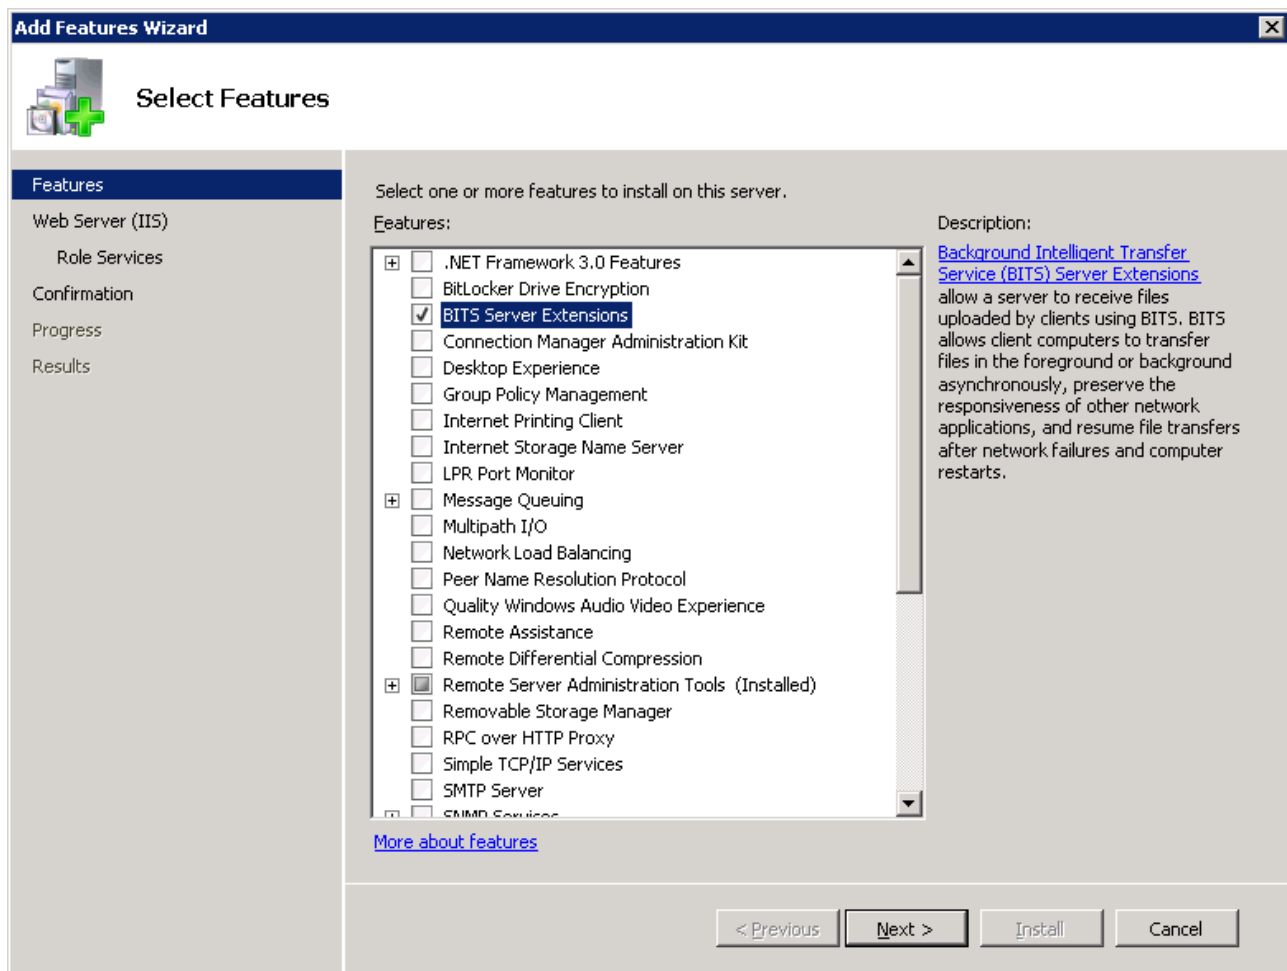 Add Features Wizard
Select Features
Features
Web Server (IIS)
Role Services
Confirmation
Progress
Results
Select one or more features to install on this server.
Features:
.NET Framework 3.0 Features
BitLocker Drive Encryption
BITS Server Extensions
Connection Manager Administration Kit
Desktop Experience
Group Policy Management
Internet Printing Client
Internet Storage Name Server
LPR Port Monitor
Message Queuing
Multipath I/O
Network Load Balancing
Peer Name Resolution Protocol
Quality Windows Audio Video Experience
Remote Assistance
Remote Differential Compression
Remote Server Administration Tools (Installed)
Removable Storage Manager
RPC over HTTP Proxy
Simple TCP/IP Services
SMTP Server
SNMP Services
More about features
Description:
Background Intelligent Transfer
Service (BITS) Server Extensions
allow a server to receive files
uploaded by clients using BITS. BITS
allows client computers to transfer
files in the foreground or background
asynchronously, preserve the
responsiveness of other network
applications, and resume file transfers
after network failures and computer
restarts.
< Previous
Next >
Install
Cancel